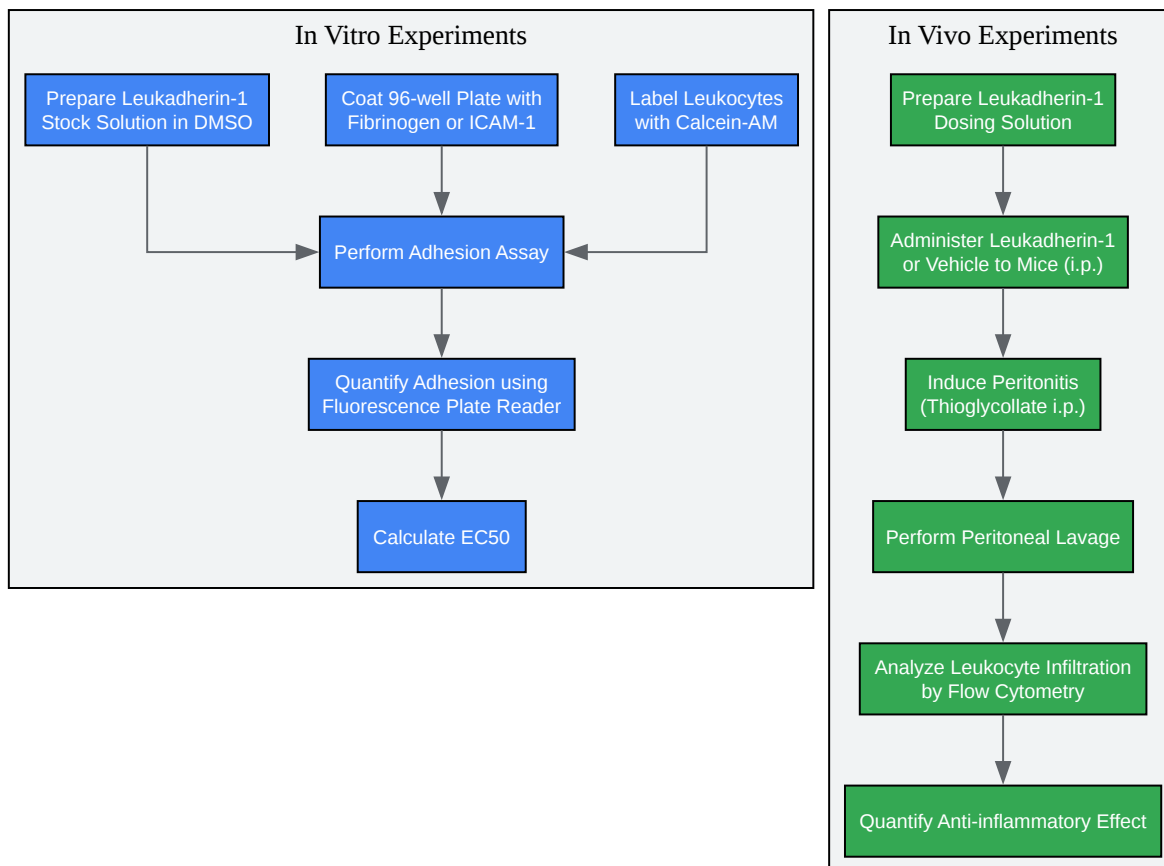 In Vitro Experiments
Prepare Leukadherin-1
Stock Solution in DMSO
Coat 96-well Plate with
Fibrinogen or ICAM-1
Label Leukocytes
with Calcein-AM
Perform Adhesion Assay
Quantify Adhesion using
Fluorescence Plate Reader
Calculate EC50
In Vivo Experiments
Prepare Leukadherin-1
Dosing Solution
Administer Leukadherin-1
or Vehicle to Mice (i.p.)
Induce Peritonitis
(Thioglycollate i.p.)
Perform Peritoneal Lavage
Analyze Leukocyte Infiltration
by Flow Cytometry
Quantify Anti-inflammatory Effect